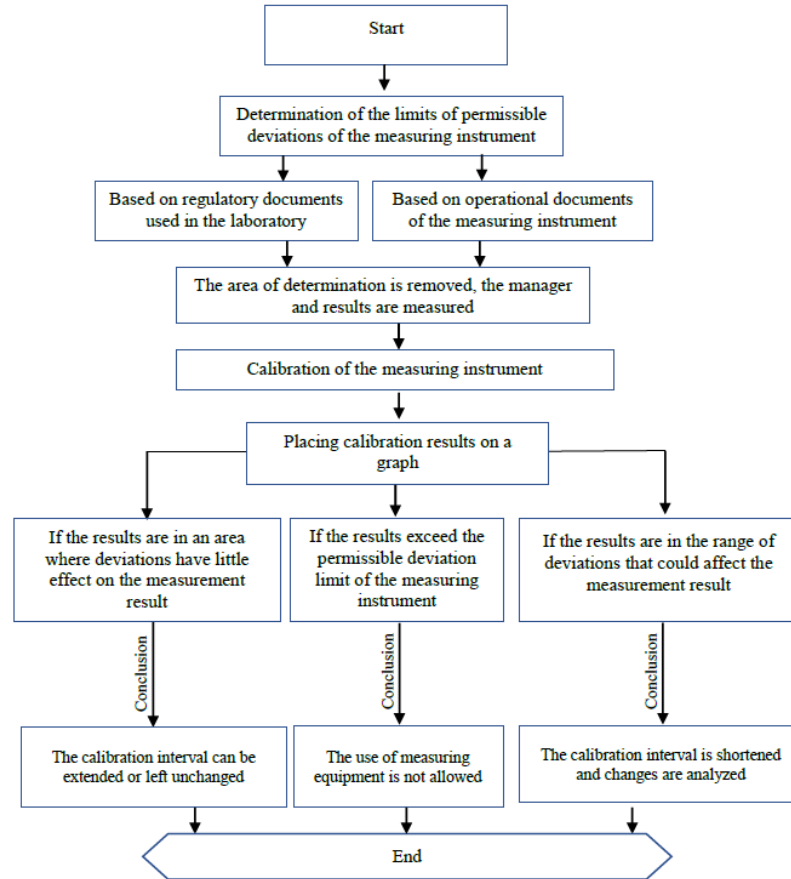 Start
Determination of the limits of permissible
deviations of the measuring instrument
Based on regulatory documents
used in the laboratory
Based on operational documents
of the measuring instrument
The area of determination is removed, the manager
and results are measured
Calibration of the measuring instrument
Placing calibration results on a
graph
If the results are in an area
where deviations have little
effect on the measurement
result
If the results exceed the
permissible deviation
limit of the measuring
instrument
If the results are in the range of
deviations that could affect the
measurement result
Conclusion
Conclusion
Conclusion
The calibration interval can be
extended or left unchanged
The use of measuring
equipment is not allowed
The calibration interval is shortened
and changes are analyzed
End